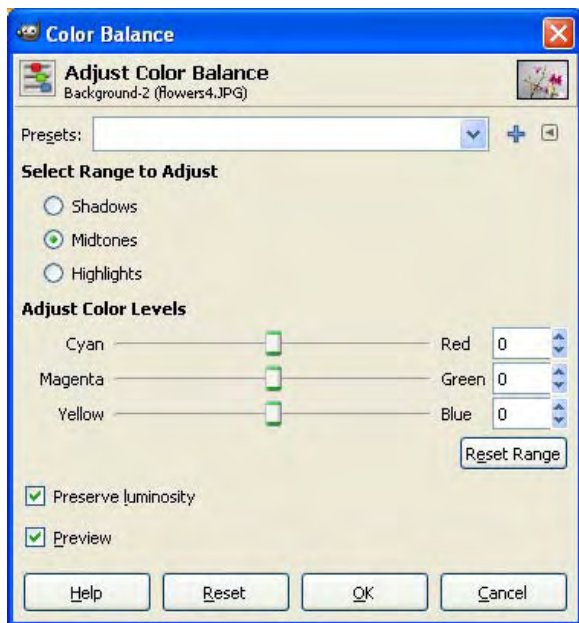 Color Balance
Adjust Color Balance
Background-2 (flowers4.JPG)
Presets:
Select Range to Adjust
Shadows
Midtones
Highlights
Adjust Color Levels
Cyan Red 0
Magenta Green 0
Yellow Blue 0
Reset Range
Preserve luminosity
Preview
Help Reset OK Cancel